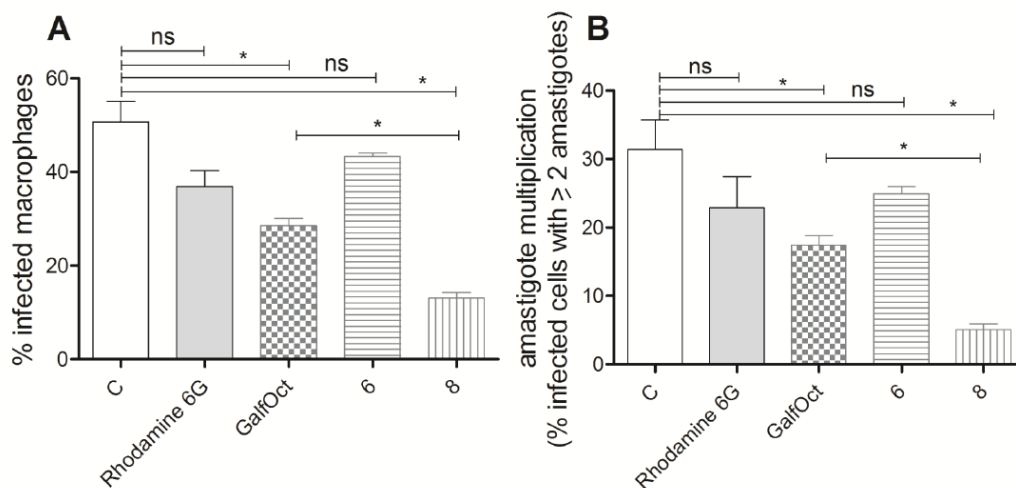 A
ns
*
ns
*
*
% infected macrophages
60
40
20
0
C
Rhodamine 6G
GalfOct
6
8
B
ns
*
ns
*
*
amastigote multiplication
(% infected cells with ≥ 2 amastigotes)
40
30
20
10
0
C
Rhodamine 6G
GalfOct
6
8